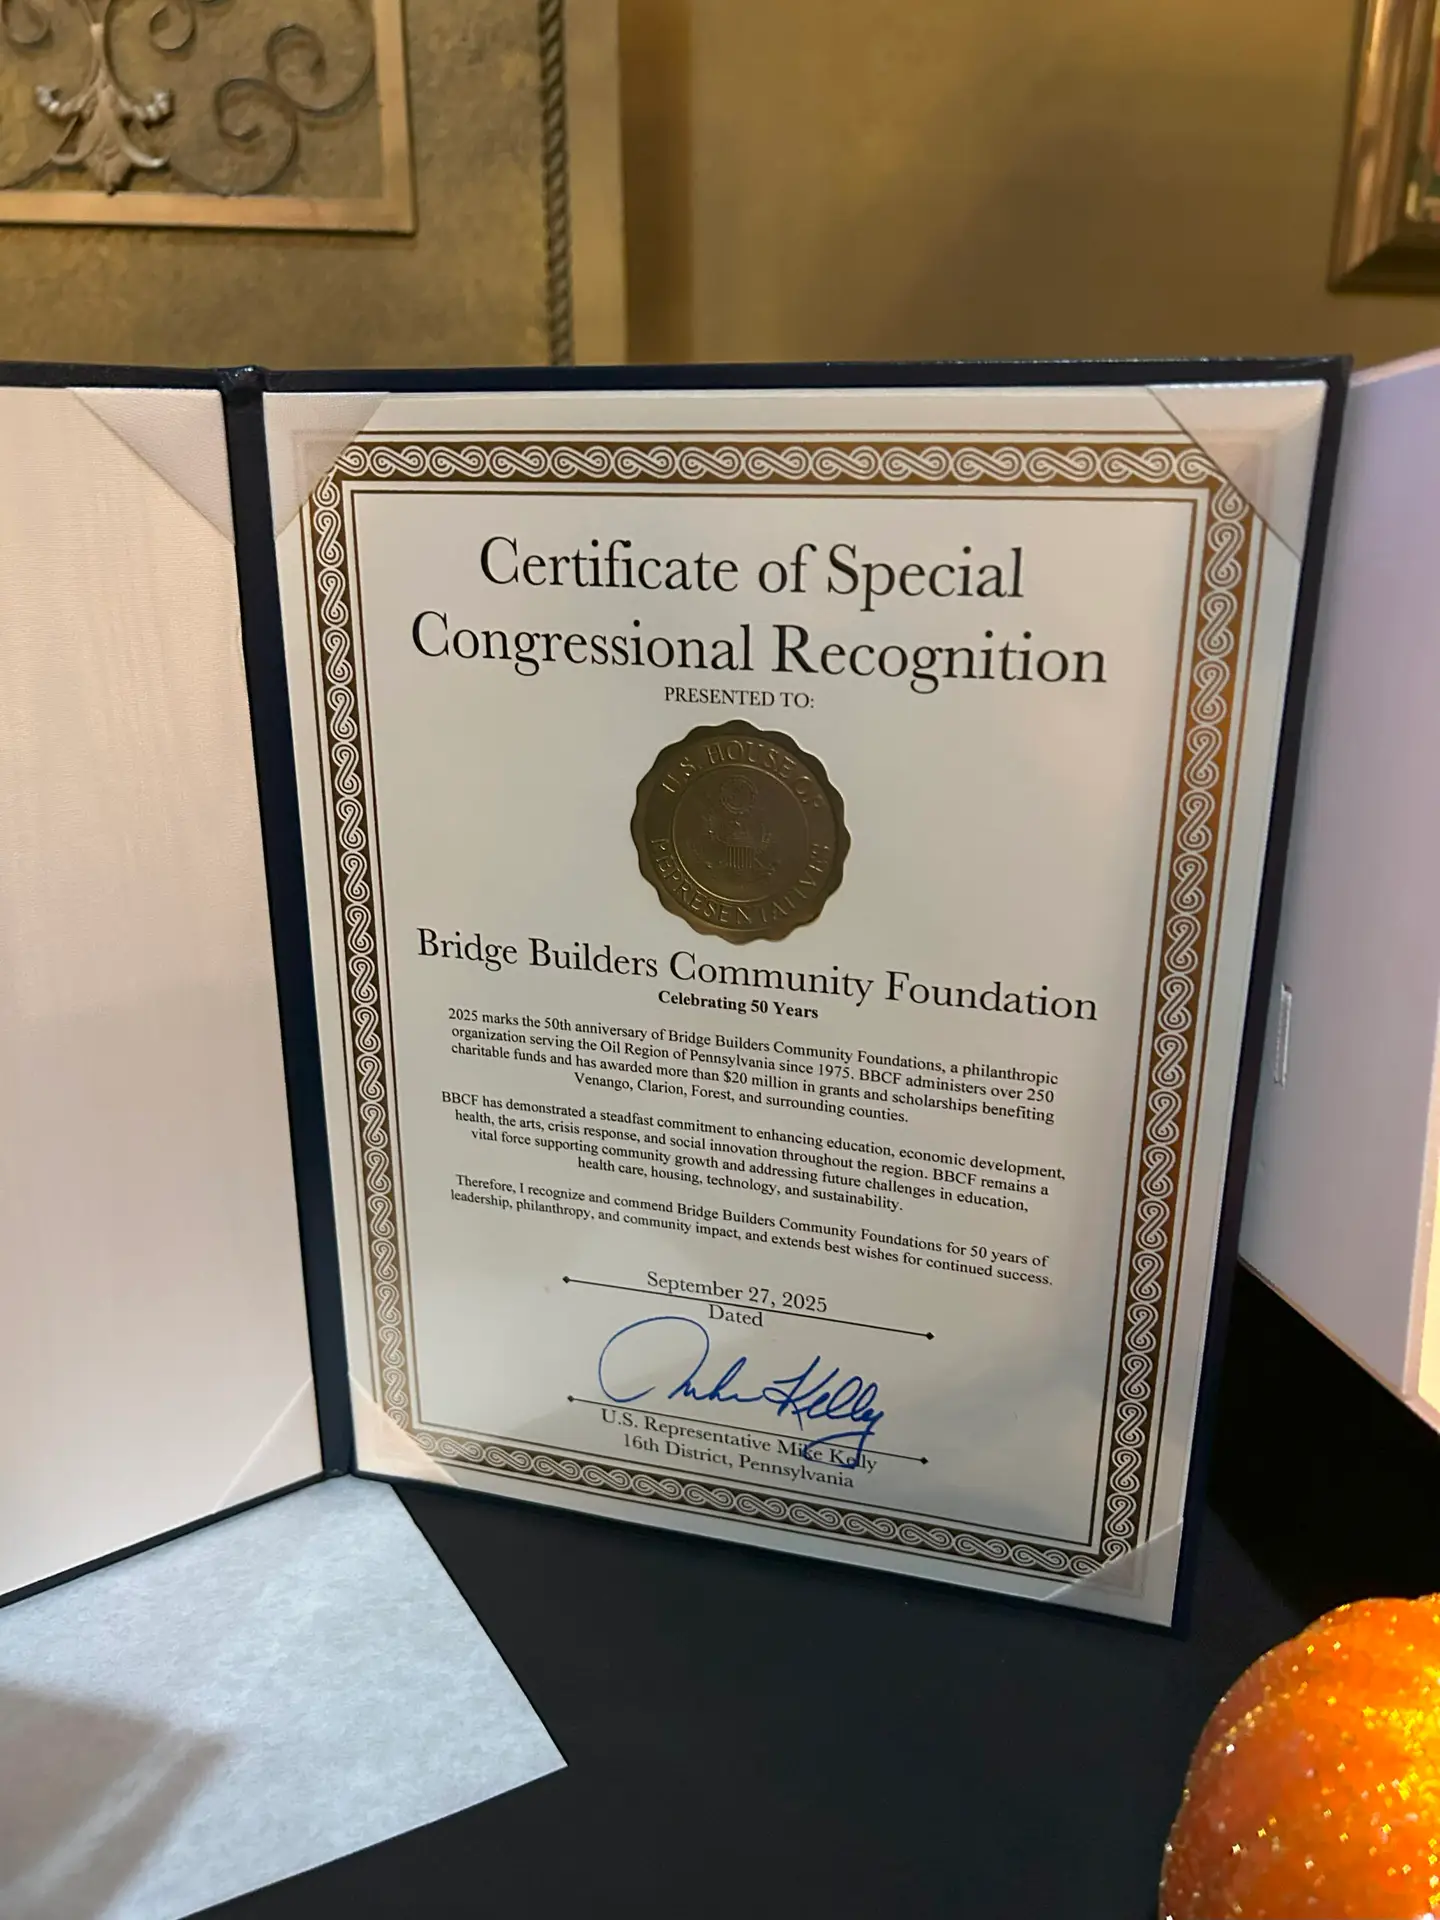 Certificate of Special
Congressional Recognition
PRESENTED TO:
U.S. HOUSE OF
REPRESENTATIVES
Bridge Builders Community Foundation
Celebrating 50 Years
2025 marks the 50th anniversary of Bridge Builders Community Foundations, a philanthropic
organization serving the Oil Region of Pennsylvania since 1975. BBCF administers over 250
charitable funds and has awarded more than $20 million in grants and scholarships benefiting
Venango, Clarion, Forest, and surrounding counties.
BBCF has demonstrated a steadfast commitment to enhancing education, economic development,
health, the arts, crisis response, and social innovation throughout the region. BBCF remains a
vital force supporting community growth and addressing future challenges in education,
health care, housing, technology, and sustainability.
Therefore, I recognize and commend Bridge Builders Community Foundations for 50 years of
leadership, philanthropy, and community impact, and extends best wishes for continued success.
September 27, 2025
Dated
Mike Kelly
U.S. Representative Mike Kelly
16th District, Pennsylvania